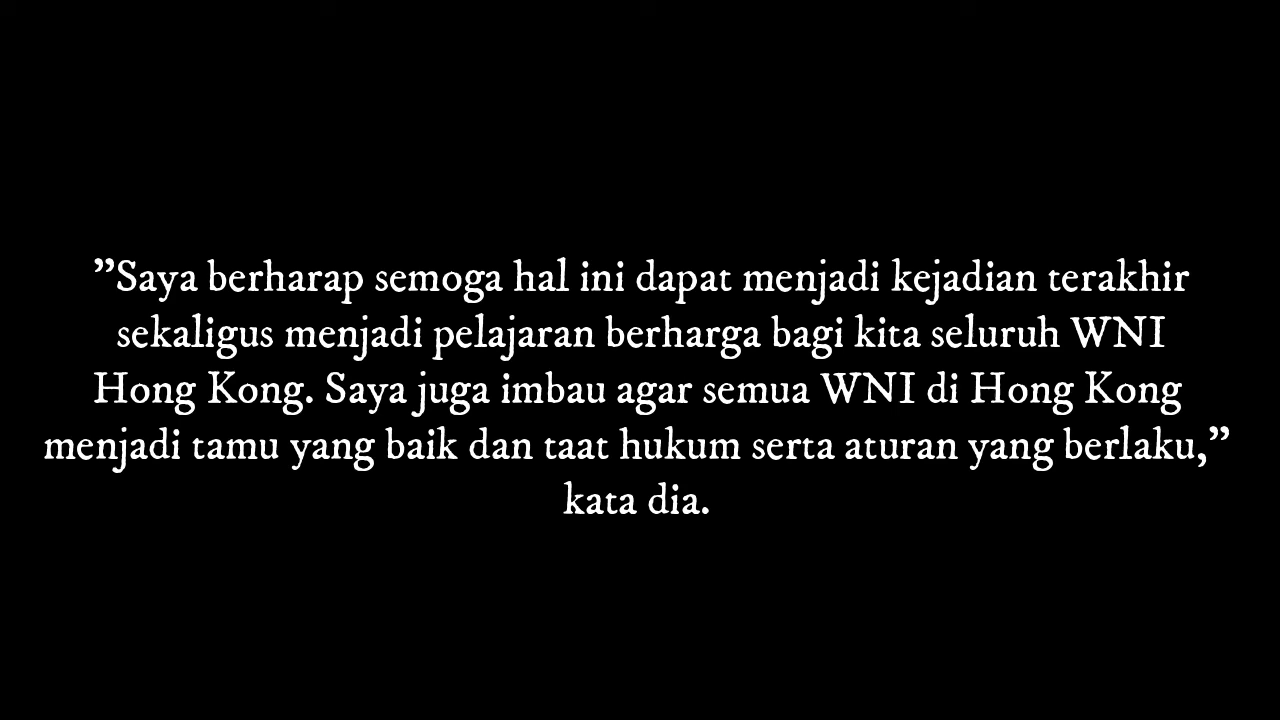 ”Saya berharap semoga hal ini dapat menjadi kejadian terakhir
sekaligus menjadi pelajaran berharga bagi kita seluruh WNI
Hong Kong. Saya juga imbau agar semua WNI di Hong Kong
menjadi tamu yang baik dan taat hukum serta aturan yang berlaku,”
kata dia.